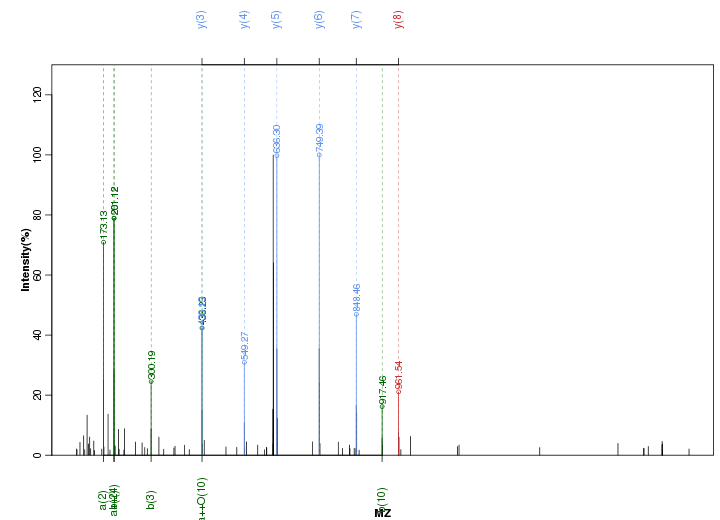 y(3) y(4) y(5) y(6) y(7) y(8)
Intensity(%)
0 20 40 60 80 100 120
173.13
201.12
300.19
438.23
549.27
636.30
749.39
848.46
917.46
961.54
a(2) b(3)
MZ